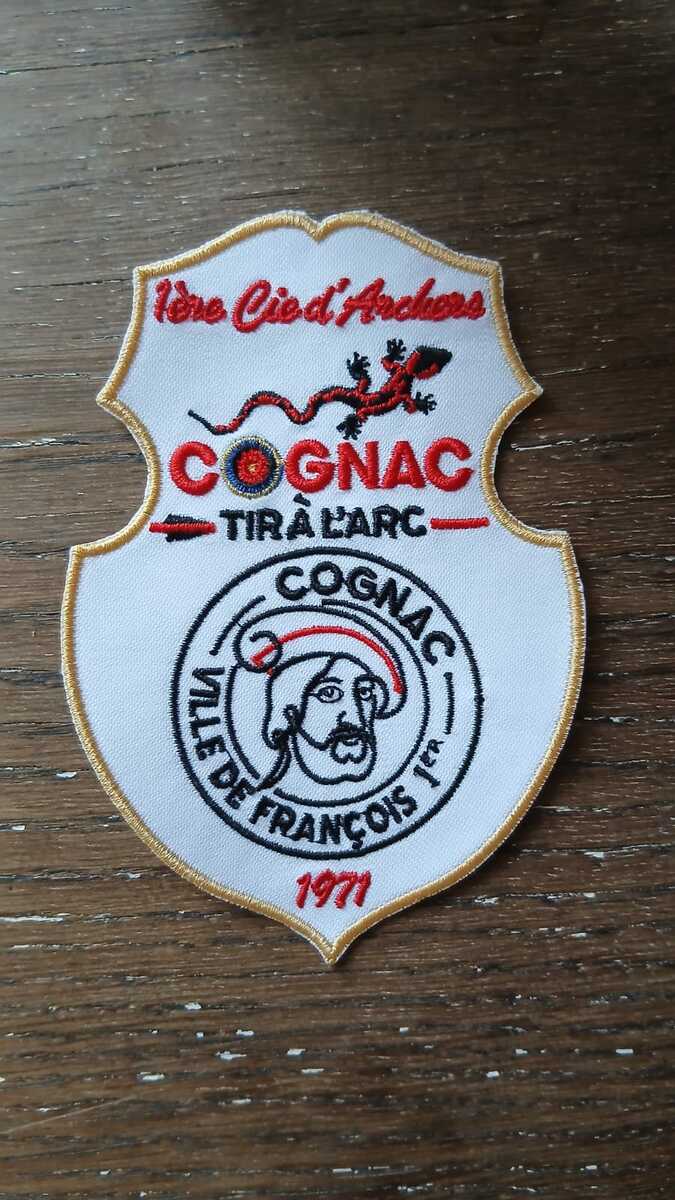 1ère Cie d'Archers
COGNAC
TIR À L'ARC
COGNAC
VILLE DE FRANÇOIS 1ER
1971